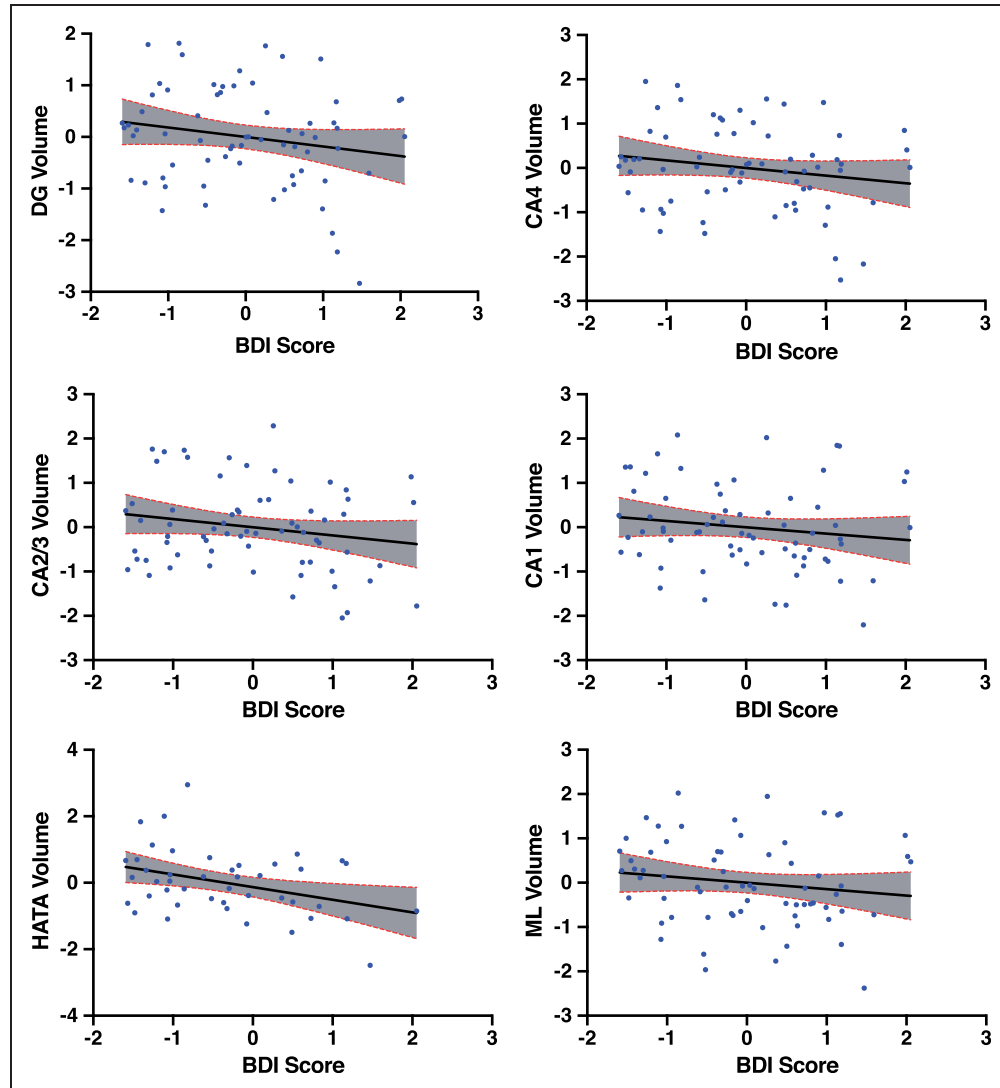 DG Volume
2
1
0
-1
-2
-3
-2 -1 0 1 2 3
BDI Score
CA4 Volume
3
2
1
0
-1
-2
-3
-2 -1 0 1 2 3
BDI Score
CA2/3 Volume
3
2
1
0
-1
-2
-3
-2 -1 0 1 2 3
BDI Score
CA1 Volume
3
2
1
0
-1
-2
-3
-2 -1 0 1 2 3
BDI Score
HATA Volume
4
2
0
-2
-4
-2 -1 0 1 2 3
BDI Score
ML Volume
3
2
1
0
-1
-2
-3
-2 -1 0 1 2 3
BDI Score